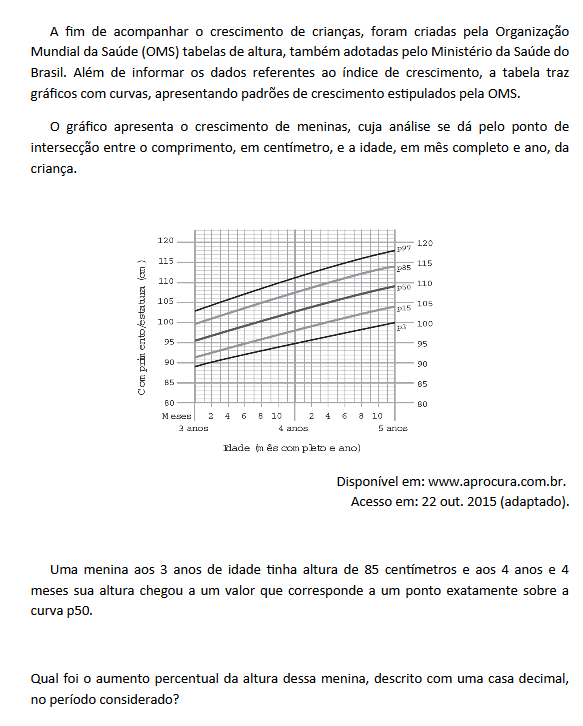 A fim de acompanhar o crescimento de crianças, foram criadas pela Organização
Mundial da Saúde (OMS) tabelas de altura, também adotadas pelo Ministério da Saúde do
Brasil. Além de informar os dados referentes ao índice de crescimento, a tabela traz
gráficos com curvas, apresentando padrões de crescimento estipulados pela OMS.
O gráfico apresenta o crescimento de meninas, cuja análise se dá pelo ponto de
intersecção entre o comprimento, em centímetro, e a idade, em mês completo e ano, da
criança.
Comprimento/estatura (cm)
120
115
110
105
100
95
90
85
80
p97
p85
p50
p15
p3
120
115
110
105
100
95
90
85
80
Meses 2 4 6 8 10 2 4 6 8 10
3 anos 4 anos 5 anos
Idade (mês completo e ano)
Disponível em: www.aprocura.com.br.
Acesso em: 22 out. 2015 (adaptado).
Uma menina aos 3 anos de idade tinha altura de 85 centímetros e aos 4 anos e 4
meses sua altura chegou a um valor que corresponde a um ponto exatamente sobre a
curva p50.
Qual foi o aumento percentual da altura dessa menina, descrito com uma casa decimal,
no período considerado?